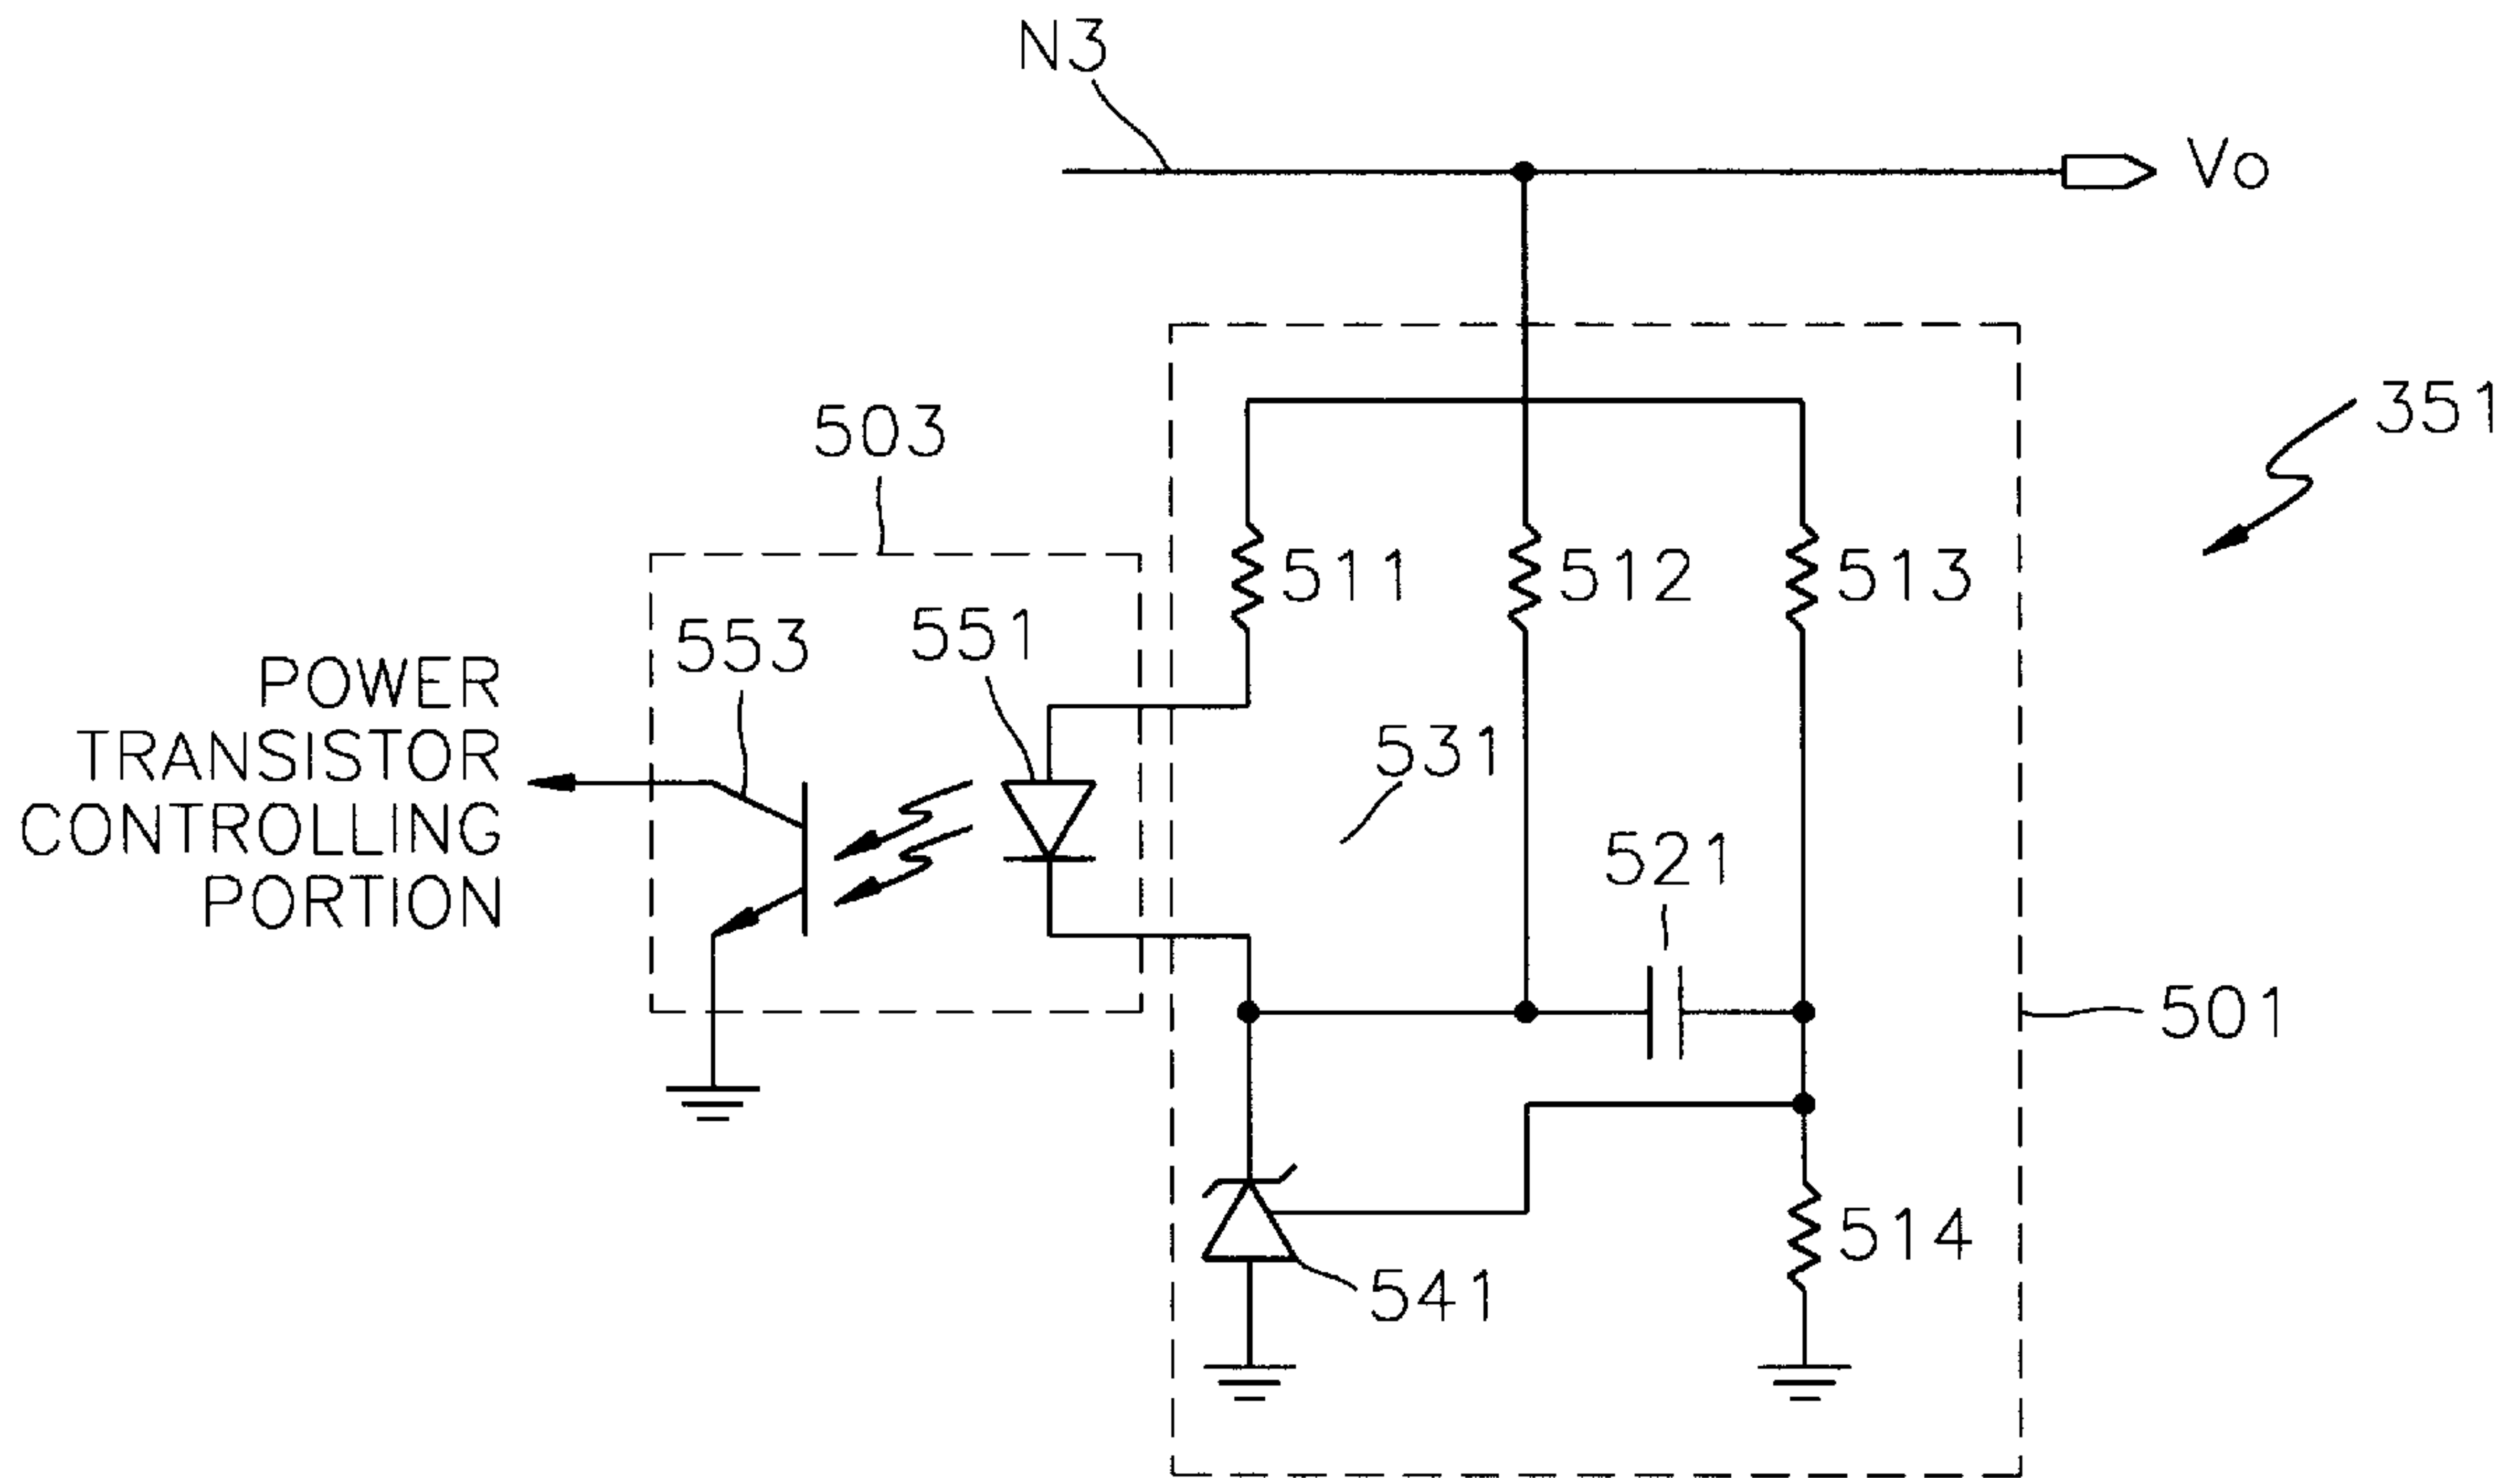 N3
Vo
351
503
511
512
513
553
551
POWER
TRANSISTOR
CONTROLLING
PORTION
531
521
501
541
514